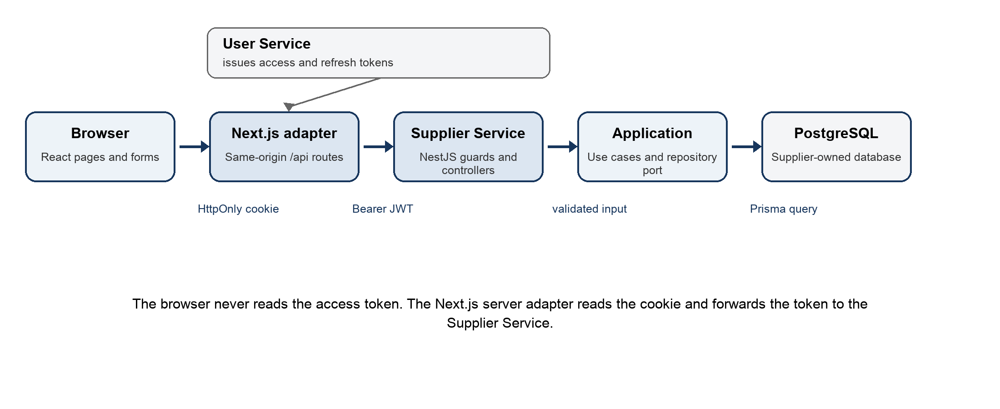 User Service
issues access and refresh tokens
Browser
React pages and forms
Next.js adapter
Same-origin /api routes
Supplier Service
NestJS guards and
controllers
Application
Use cases and repository
port
PostgreSQL
Supplier-owned database
HttpOnly cookie
Bearer JWT
validated input
Prisma query
The browser never reads the access token. The Next.js server adapter reads the cookie and forwards the token to the
Supplier Service.